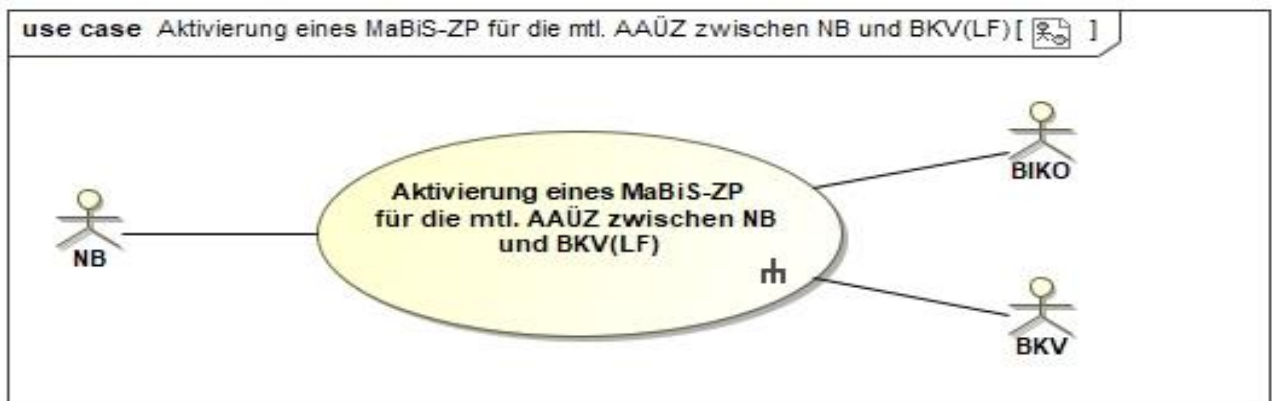 use case Aktivierung eines MaBiS-ZP für die mtl. AAÜZ zwischen NB und BKV(LF) [ ]
NB
Aktivierung eines MaBiS-ZP
für die mtl. AAÜZ zwischen NB
und BKV(LF)
BIKO
BKV